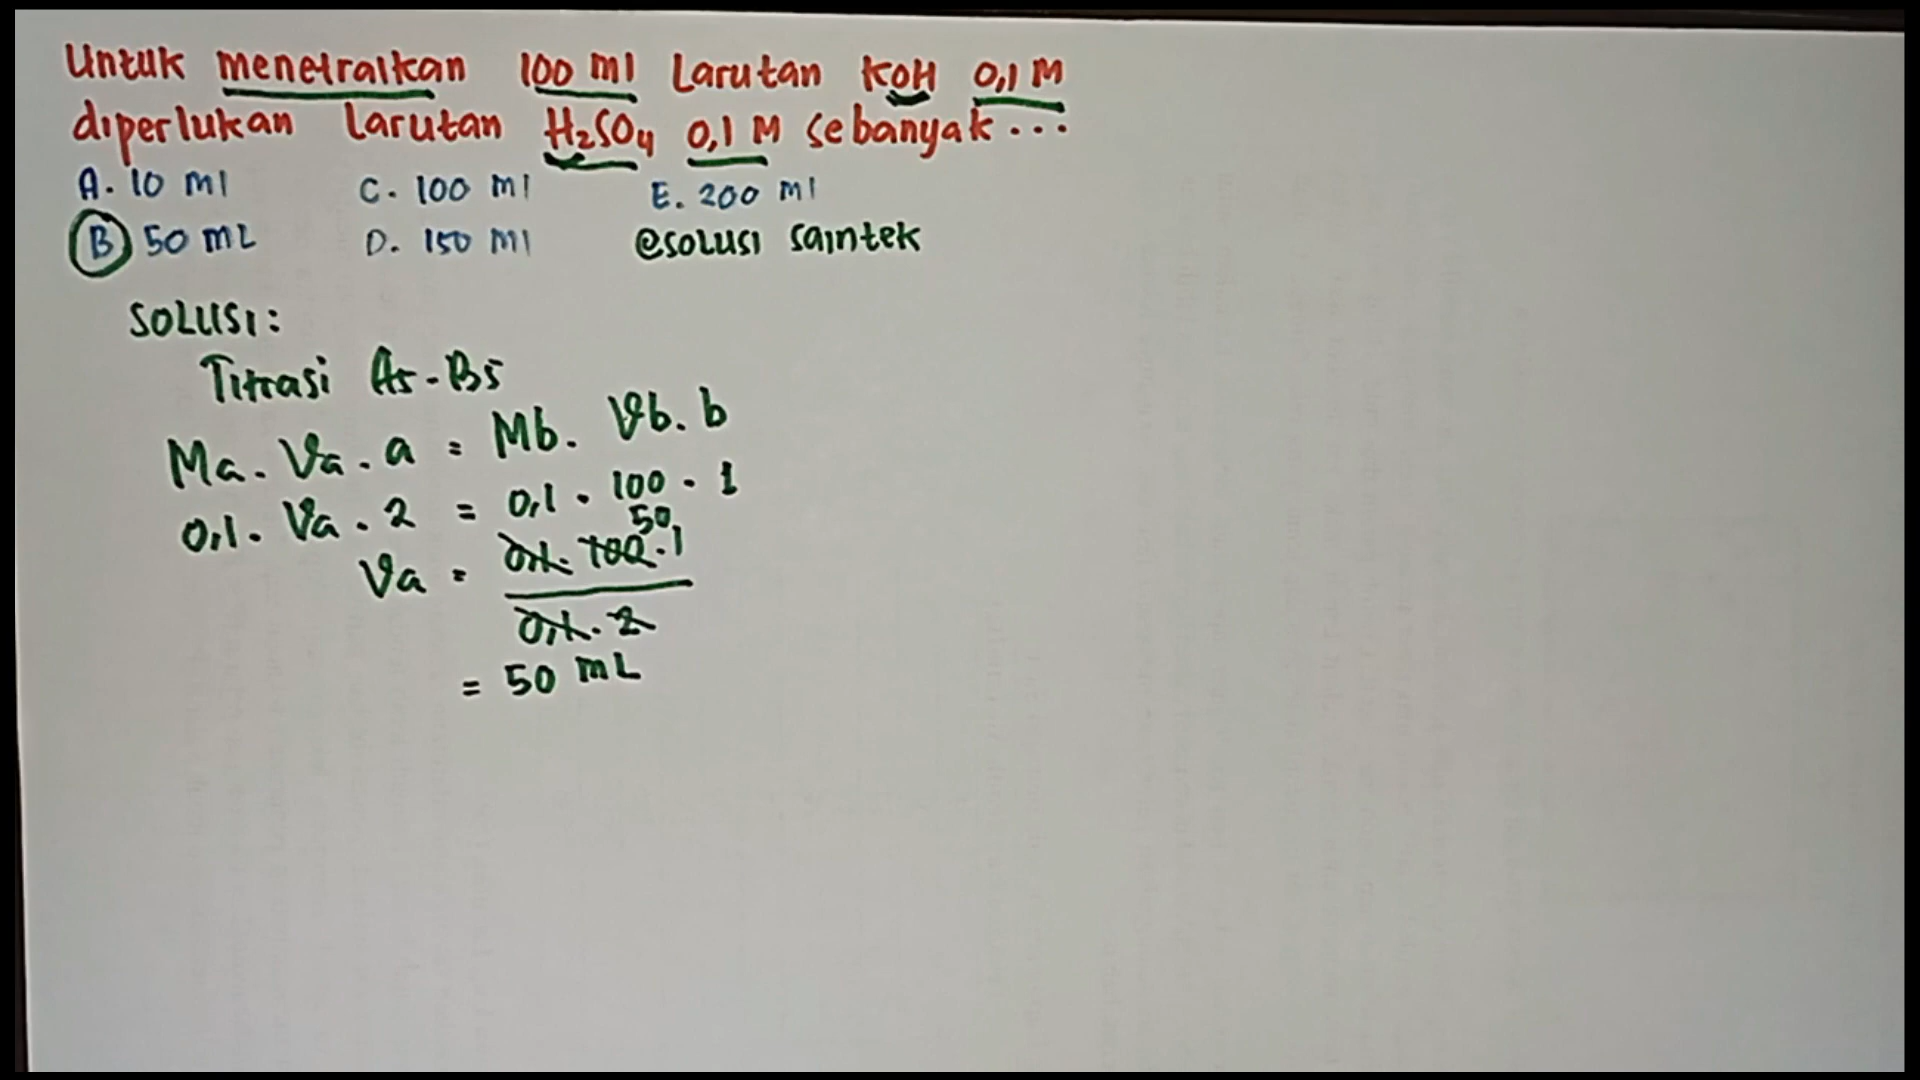 Untuk menetralkan 100 ml Larutan KOH 0,1 M
diperlukan Larutan H₂SO₄ 0,1 M sebanyak...
A. 10 ml C. 100 ml E. 200 ml
B 50 mL D. 150 ml @solusi saintek
SOLUSI:
Titrasi As-Bs
Ma. Va. a = Mb. Vb. b
0,1. Va. 2 = 0,1. 100. 1
50
Va = 0,1. 100. 1
0,1. 2
= 50 mL